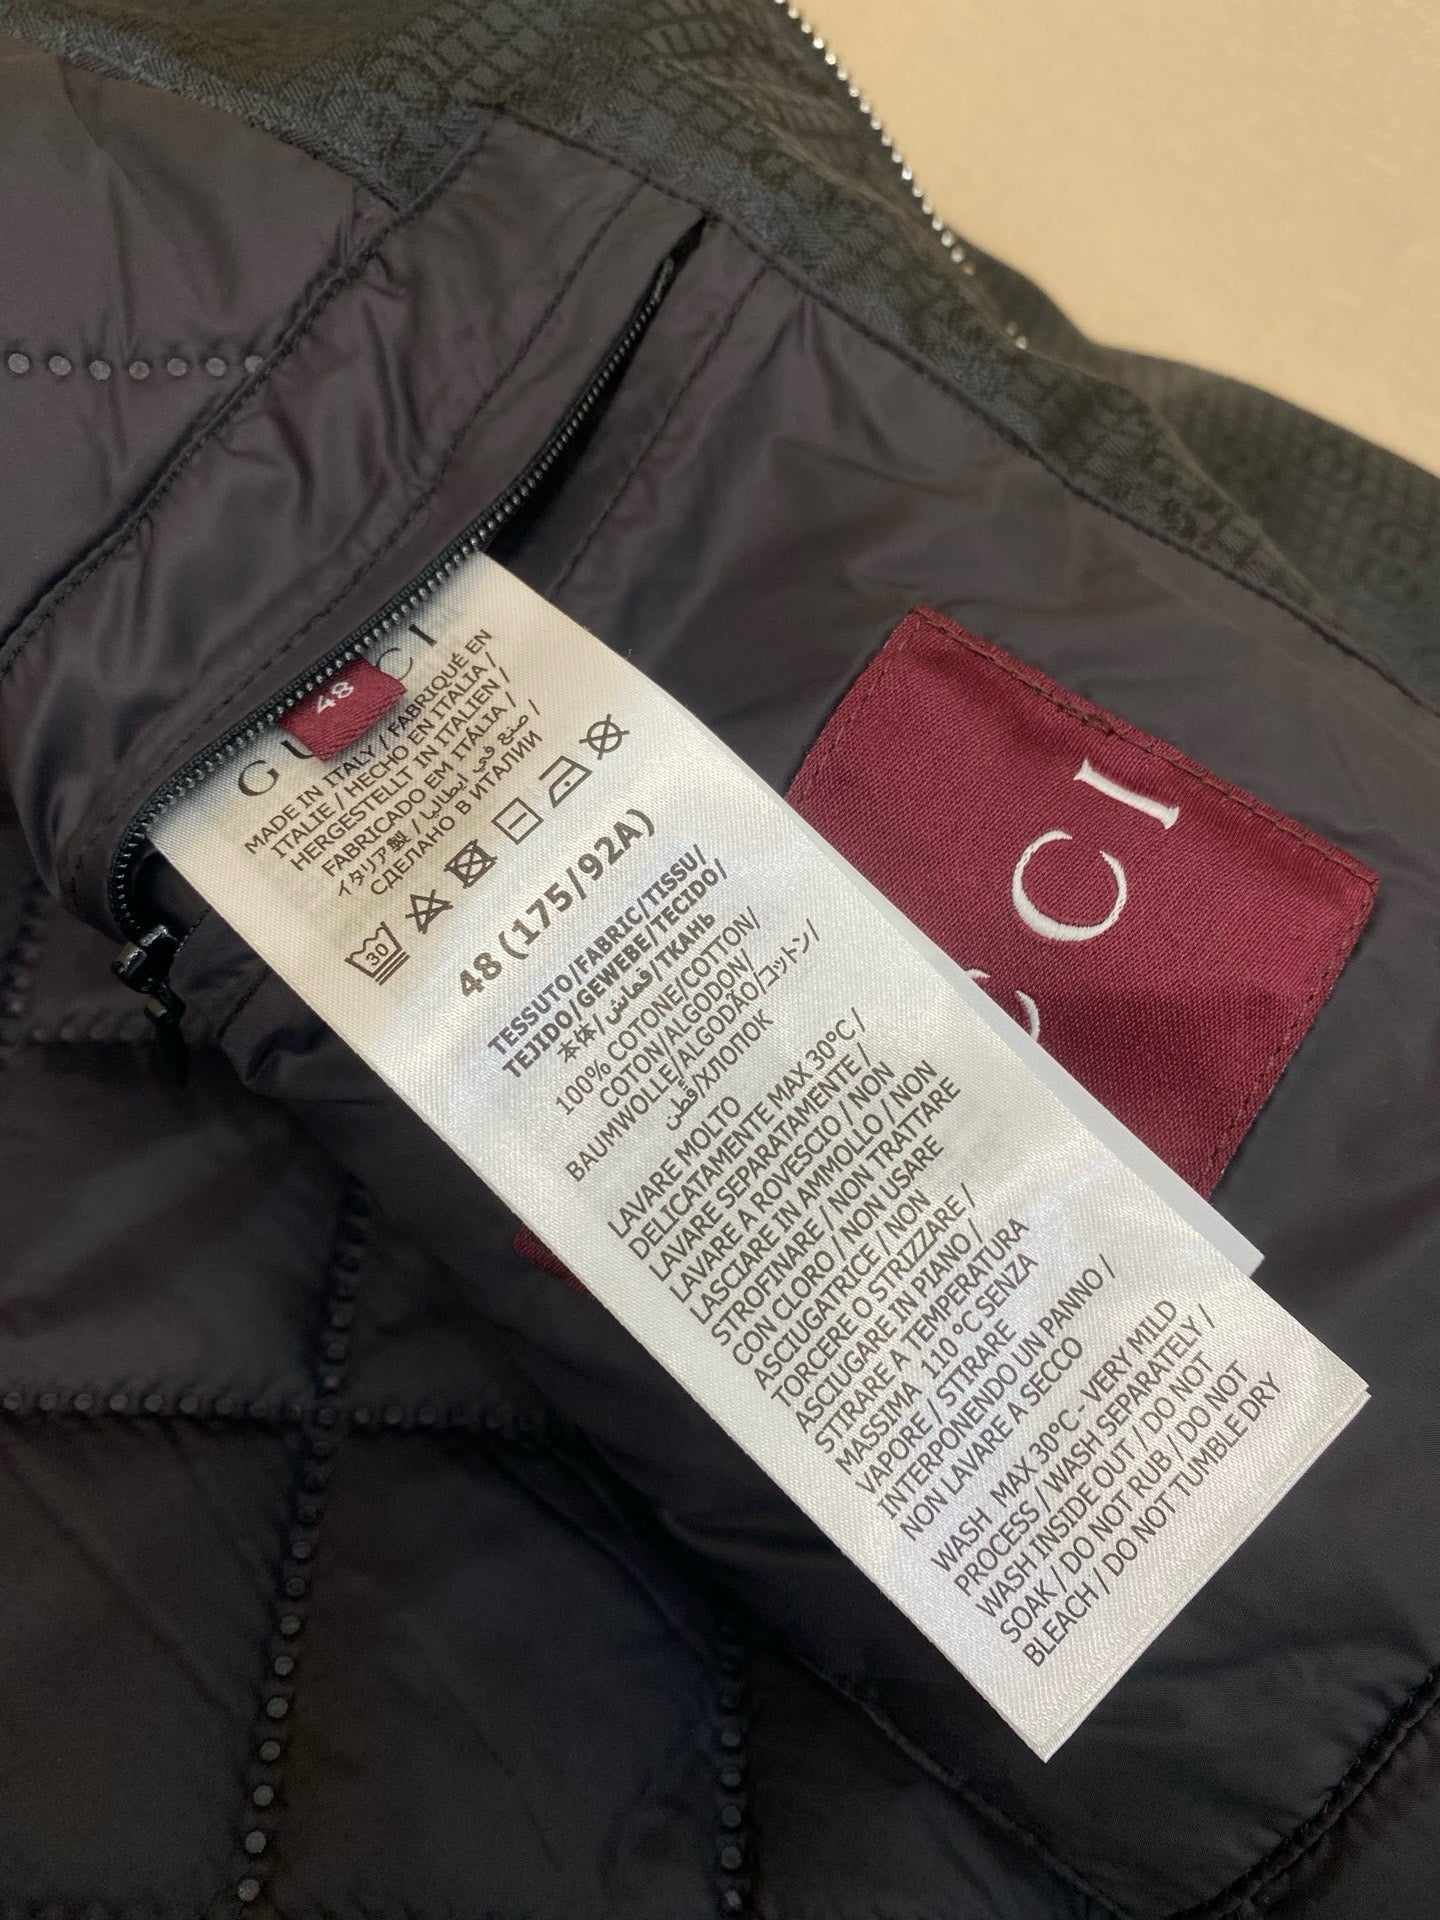 GU CI
48
MADE IN ITALY / FABRIQUÉ EN
ITALIE / HECHO EN ITALIA /
HERGESTELLT IN ITALIEN /
FABRICADO EM ITÁLIA /
イタリア製 / صنع في ايطاليا /
СДЕЛАНО В ИТАЛИИ
30
48 (175/92A)
TESSUTO/FABRIC/TISSU/
TEJIDO/GEWEBE/TECIDO/
本体/قماش/ТКАНЬ
100% COTONE/COTTON/
COTON/ALGODON/
BAUMWOLLE/ALGODÃO/コットン/
قطن/ХЛОПОК
LAVARE MOLTO
DELICATAMENTE MAX 30°C /
LAVARE SEPARATAMENTE /
LAVARE A ROVESCIO / NON
LASCIARE IN AMMOLLO / NON
STROFINARE / NON TRATTARE
CON CLORO / NON USARE
ASCIUGATRICE / NON
TORCERE O STRIZZARE /
ASCIUGARE IN PIANO /
STIRARE A TEMPERATURA
MASSIMA 110 °C SENZA
VAPORE / STIRARE
INTERPONENDO UN PANNO /
NON LAVARE A SECCO
WASH MAX 30°C - VERY MILD
PROCESS / WASH SEPARATELY /
WASH INSIDE OUT / DO NOT
SOAK / DO NOT RUB / DO NOT
BLEACH / DO NOT TUMBLE DRY
CCI